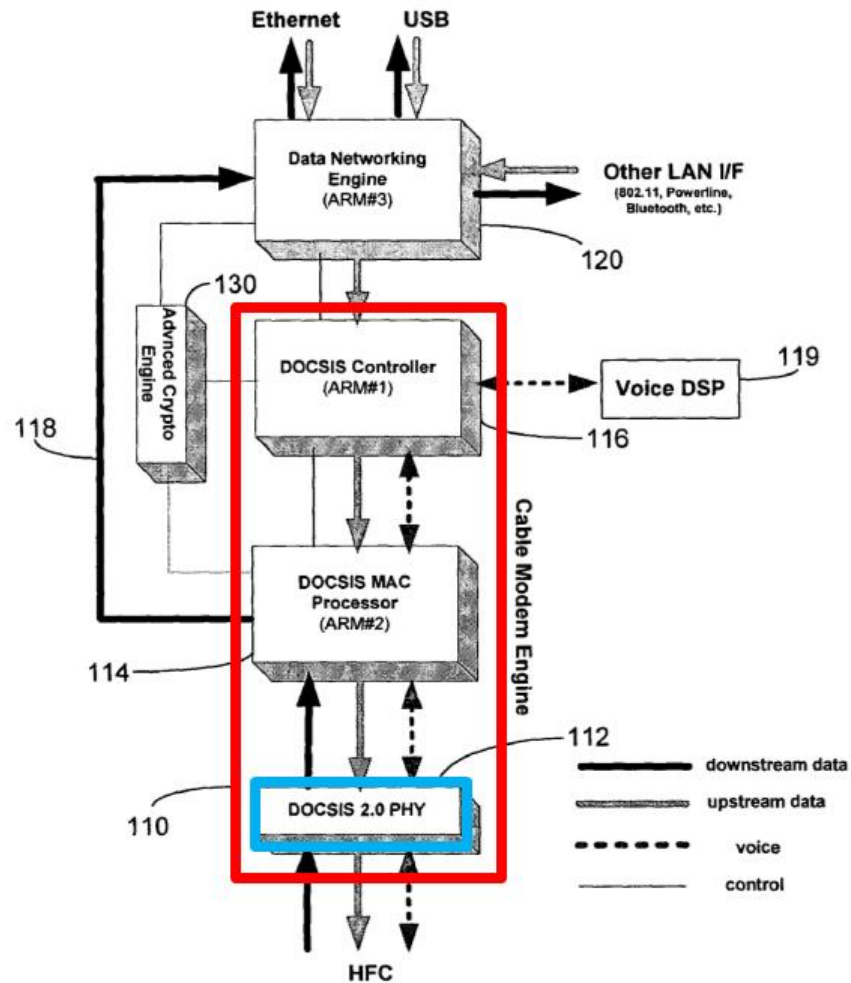 Ethernet
USB
Data Networking
Engine
(ARM#3)
Other LAN I/F
(802.11, Powerline,
Bluetooth, etc.)
120
130
Advnced Crypto
Engine
DOCSIS Controller
(ARM#1)
Voice DSP
119
116
118
Cable Modem Engine
DOCSIS MAC
Processor
(ARM#2)
114
112
110
DOCSIS 2.0 PHY
downstream data
upstream data
voice
control
HFC